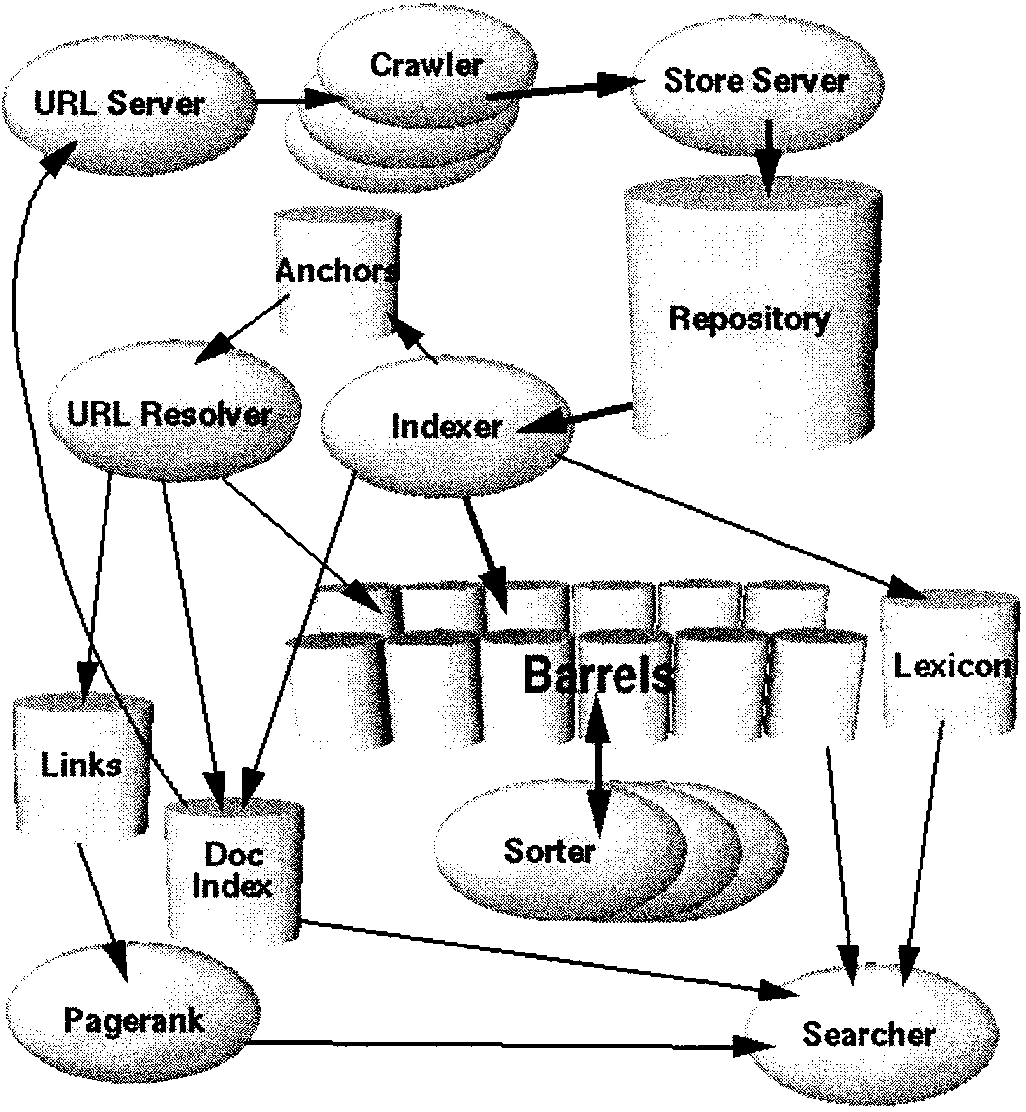 URL Server
Crawler
Store Server
Anchors
Repository
URL Resolver
Indexer
Barrels
Lexicon
Links
Doc
Index
Sorter
Pagerank
Searcher